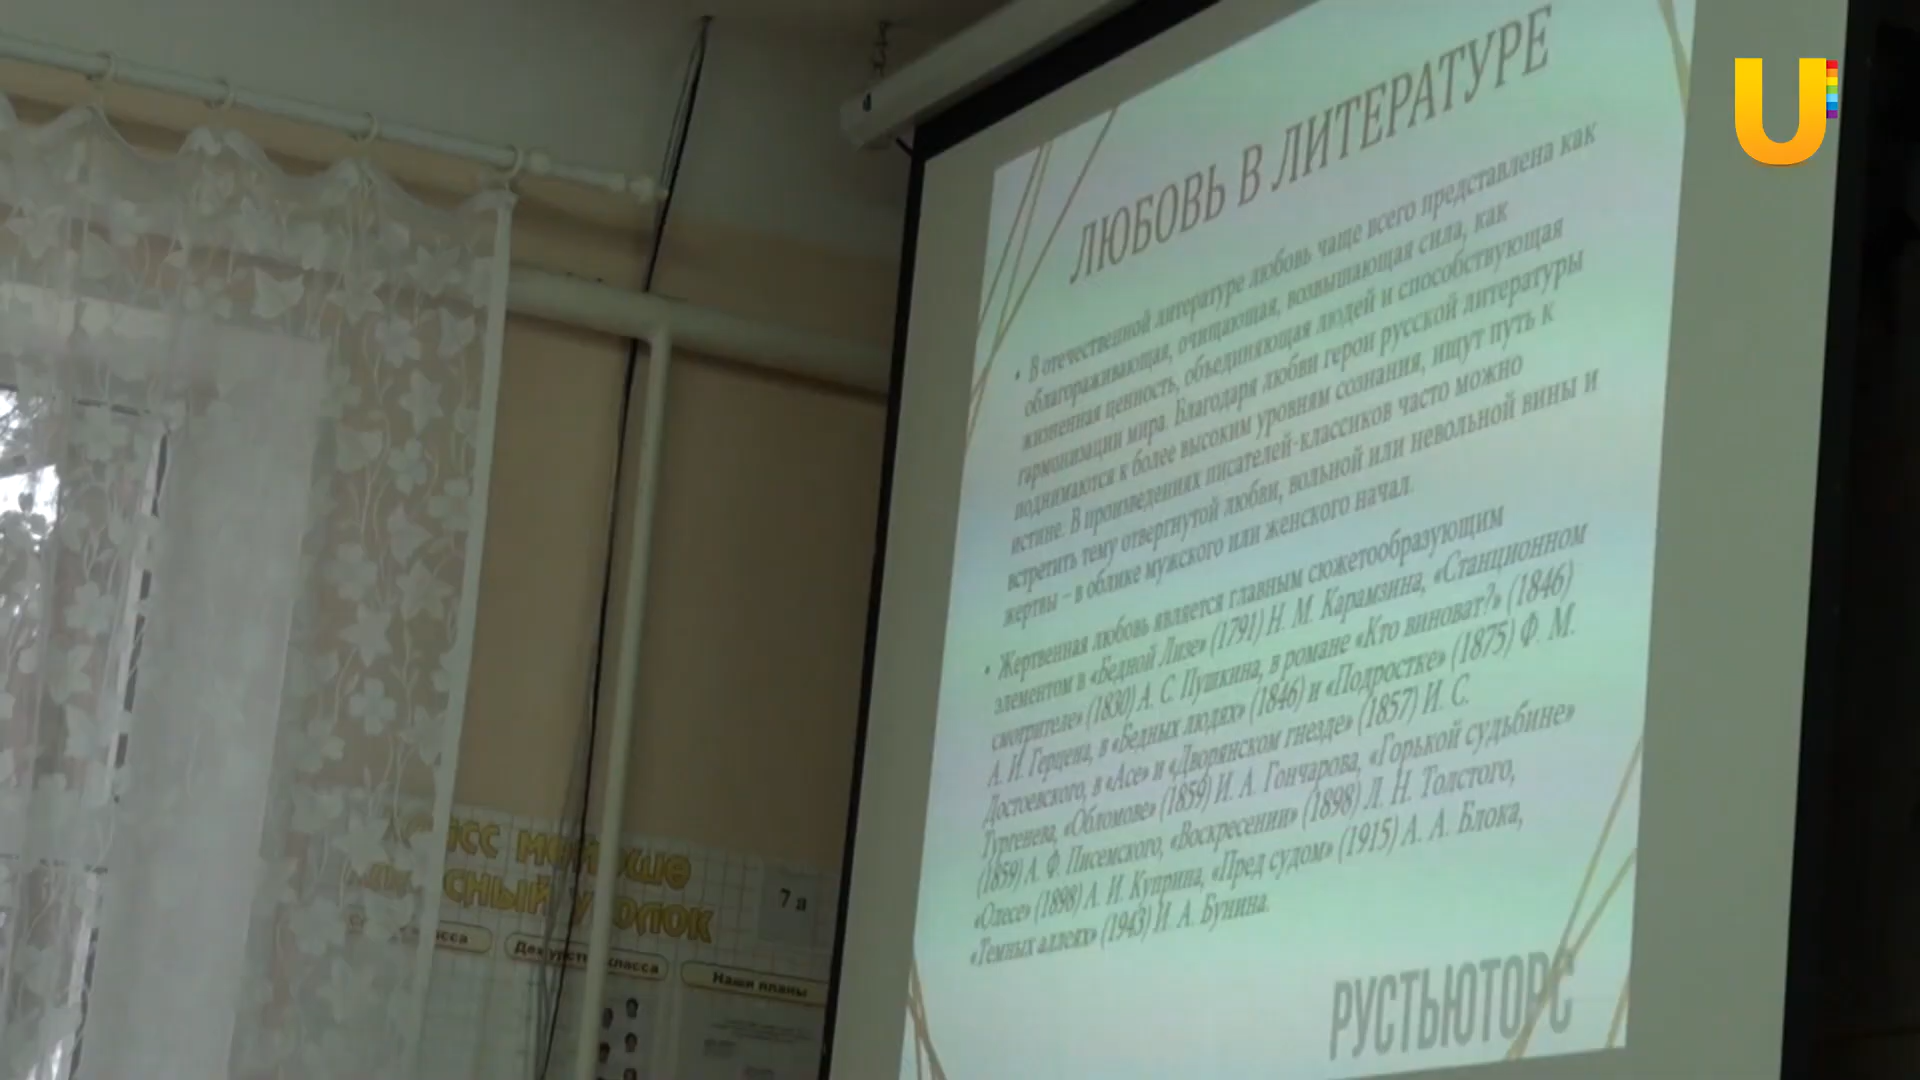 U
ЛЮБОВЬ В ЛИТЕРАТУРЕ
• В отечественной литературе любовь чаще всего представлена как
облагораживающая, очищающая, возвышающая сила, как
жизненная ценность, объединяющая людей и способствующая
гармонизации мира. Благодаря любви герои русской литературы
поднимаются к более высоким уровням сознания, ищут путь к
истине. В произведениях писателей-классиков часто можно
встретить тему отвергнутой любви, вольной или невольной вины и
жертвы – в облике мужского или женского начал.
• Жертвенная любовь является главным сюжетообразующим
элементом в «Бедной Лизе» (1791) Н. М. Карамзина, «Станционном
смотрителе» (1830) А. С. Пушкина, в романе «Кто виноват?» (1846)
А. И. Герцена, в «Бедных людях» (1846) и «Подростке» (1875) Ф. М.
Достоевского, в «Асе» и «Дворянском гнезде» (1857) И. С.
Тургенева, «Обломове» (1859) И. А. Гончарова, «Горькой судьбине»
(1859) А. Ф. Писемского, «Воскресении» (1898) Л. Н. Толстого,
«Олесе» (1898) А. И. Куприна, «Пред судом» (1915) А. А. Блока,
«Темных аллеях» (1943) И. А. Бунина.
РУСТЬЮТОРС
7 я
Наши планы